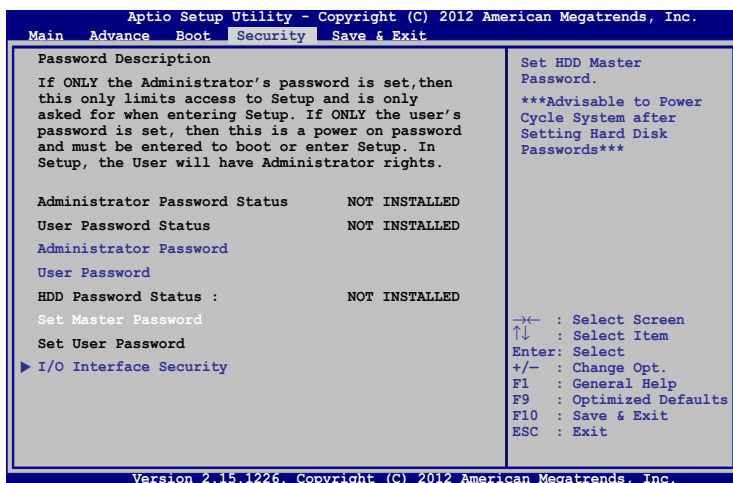 Aptio Setup Utility - Copyright (C) 2012 American Megatrends, Inc.
Main Advance Boot Security Save & Exit
Password Description
If ONLY the Administrator's password is set,then
this only limits access to Setup and is only
asked for when entering Setup. If ONLY the user's
password is set, then this is a power on password
and must be entered to boot or enter Setup. In
Setup, the User will have Administrator rights.
Administrator Password Status NOT INSTALLED
User Password Status NOT INSTALLED
Administrator Password
User Password
HDD Password Status : NOT INSTALLED
Set Master Password
Set User Password
I/O Interface Security
Set HDD Master
Password.
***Advisable to Power
Cycle System after
Setting Hard Disk
Passwords***
→← : Select Screen
↑↓ : Select Item
Enter: Select
+/— : Change Opt.
F1 : General Help
F9 : Optimized Defaults
F10 : Save & Exit
ESC : Exit
Version 2.15.1226. Copyright (C) 2012 American Megatrends, Inc.